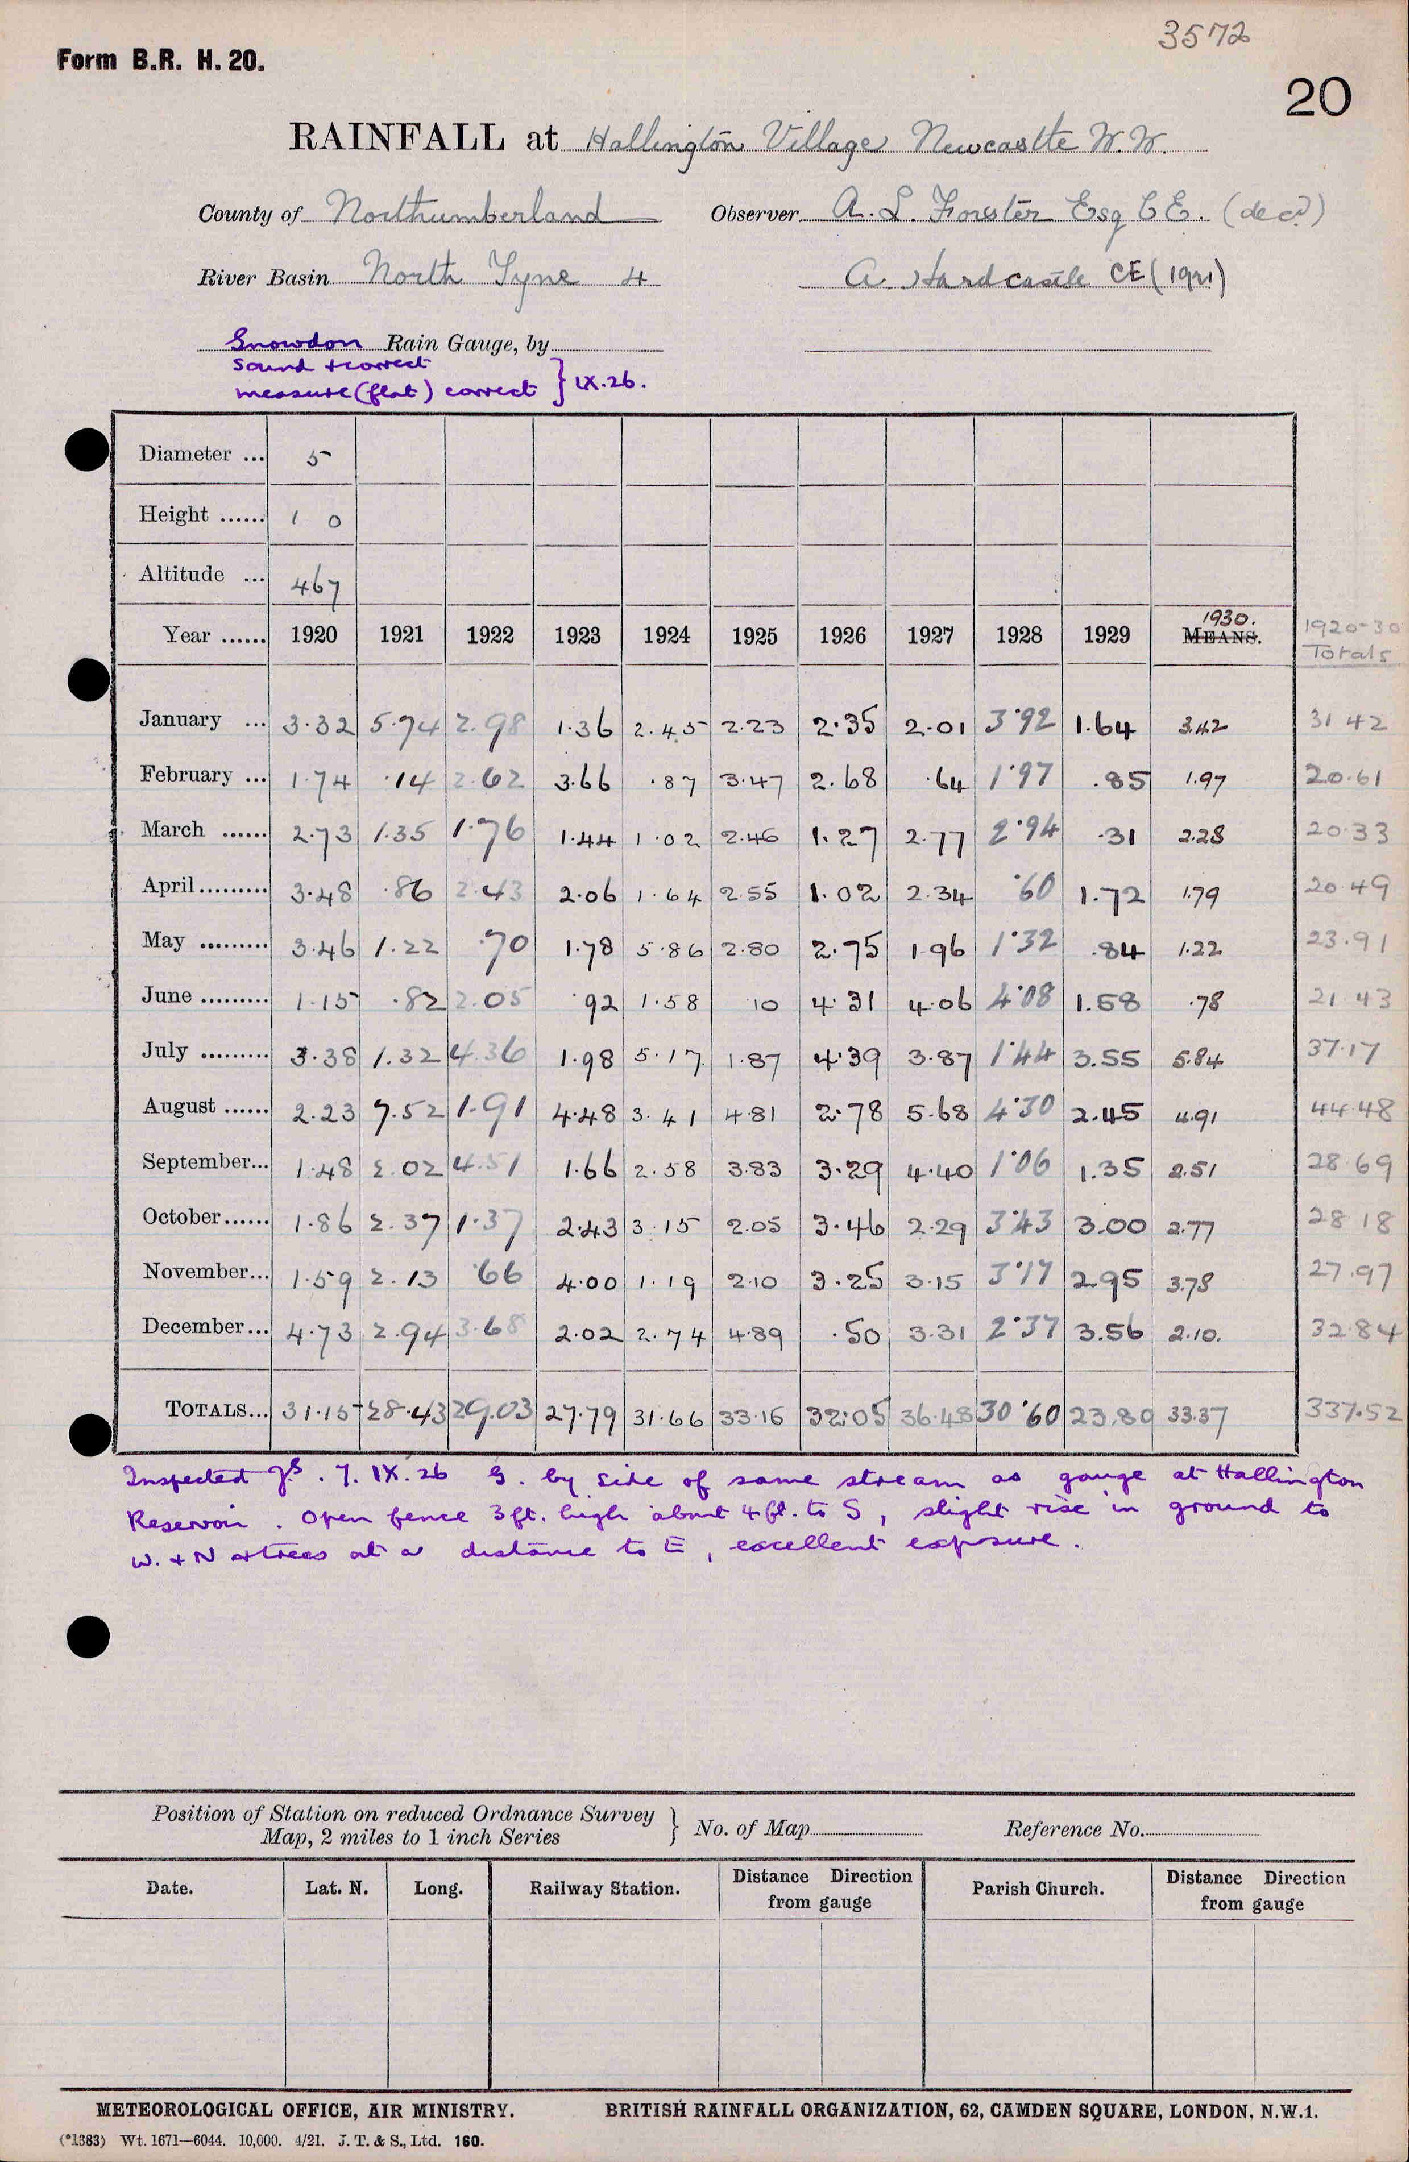 3572
Form B.R. H. 20.
20
RAINFALL at Hallington Village Newcastle W.W.
County of Northumberland Observer A. L. Forster Esq C E. (decd)
River Basin North Tyne 4 A. Hardcastle CE (1921)
Snowdon Rain Gauge, by
Sound + correct
measure (flat) correct } IX.26.
Diameter ... 5
Height ...... 1 0
Altitude ... 467
1930.
Year ...... 1920 1921 1922 1923 1924 1925 1926 1927 1928 1929 MEANS. 1920-30 Totals
January ... 3.32 5.74 2.98 1.36 2.45 2.23 2.35 2.01 3.92 1.64 3.42 31 42
February ... 1.74 .14 2.62 3.66 .87 3.47 2.68 .64 1.97 .85 1.97 20.61
March ...... 2.73 1.35 1.76 1.44 1.02 2.46 1.27 2.77 2.94 .31 2.28 20.33
April ......... 3.48 .86 2.43 2.06 1.64 2.55 1.02 2.34 .60 1.72 1.79 20.49
May ......... 3.46 1.22 .70 1.78 5.86 2.80 2.75 1.96 1.32 .84 1.22 23.91
June ......... 1.15 .82 2.05 .92 1.58 10 4.31 4.06 4.08 1.58 .78 21.43
July ......... 3.38 1.32 4.36 1.98 5.17 1.87 4.39 3.87 1.44 3.55 5.84 37.17
August ...... 2.23 7.52 1.91 4.48 3.41 4.81 2.78 5.68 4.30 2.45 4.91 44.48
September... 1.48 2.02 4.51 1.66 2.58 3.83 3.29 4.40 1.06 1.35 2.51 28.69
October...... 1.86 2.37 1.37 2.43 3.15 2.05 3.46 2.29 3.43 3.00 2.77 28 18
November... 1.59 2.13 .66 4.00 1.19 2.10 3.25 3.15 3.17 2.95 3.78 27.97
December... 4.73 2.94 3.68 2.02 2.74 4.89 .50 3.31 2.37 3.56 2.10. 32.84
TOTALS... 31.15 28.43 29.03 27.79 31.66 33.16 32.05 36.48 30.60 23.80 33.37 337.52
Inspected . 7. IX. 26 G. by side of same stream as gauge at Hallington
Reservoir. Open fence 3 ft. high about 4 ft. to S, slight rise in ground to
W. + N + trees at a distance to E, excellent exposure.
Position of Station on reduced Ordnance Survey
Map, 2 miles to 1 inch Series } No. of Map Reference No.
Date. Lat. N. Long. Railway Station. Distance Direction from gauge Parish Church. Distance Direction from gauge
METEOROLOGICAL OFFICE, AIR MINISTRY. BRITISH RAINFALL ORGANIZATION, 62, CAMDEN SQUARE, LONDON, N.W.1.
(*1383) Wt. 1671—6044. 10,000. 4/21. J. T. & S., Ltd. 160.